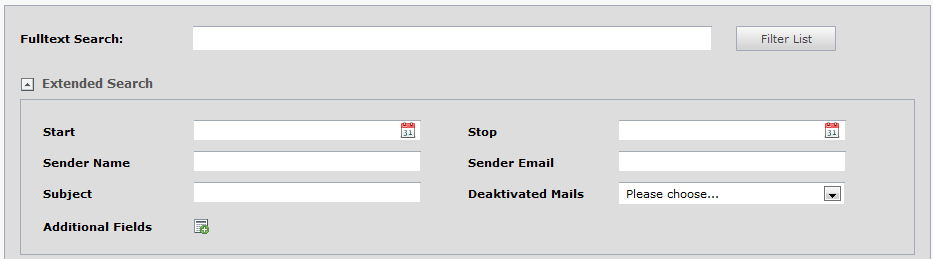 Fulltext Search: Filter List
Extended Search
Start 31 Stop 31
Sender Name Sender Email
Subject Deaktivated Mails Please choose...
Additional Fields